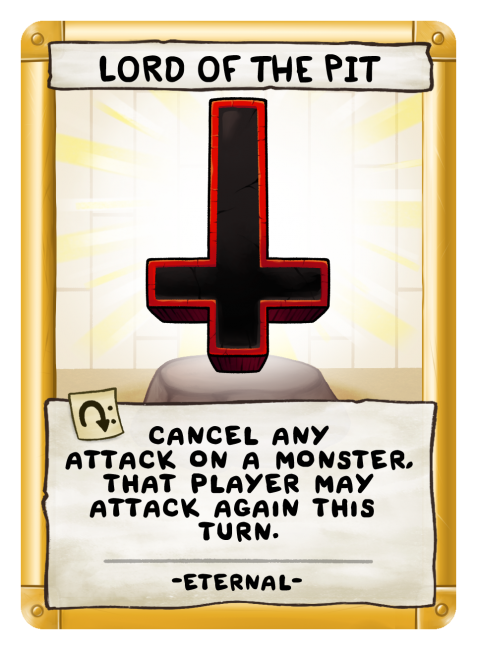 LORD OF THE PIT
CANCEL ANY
ATTACK ON A MONSTER.
THAT PLAYER MAY
ATTACK AGAIN THIS
TURN.
-ETERNAL-